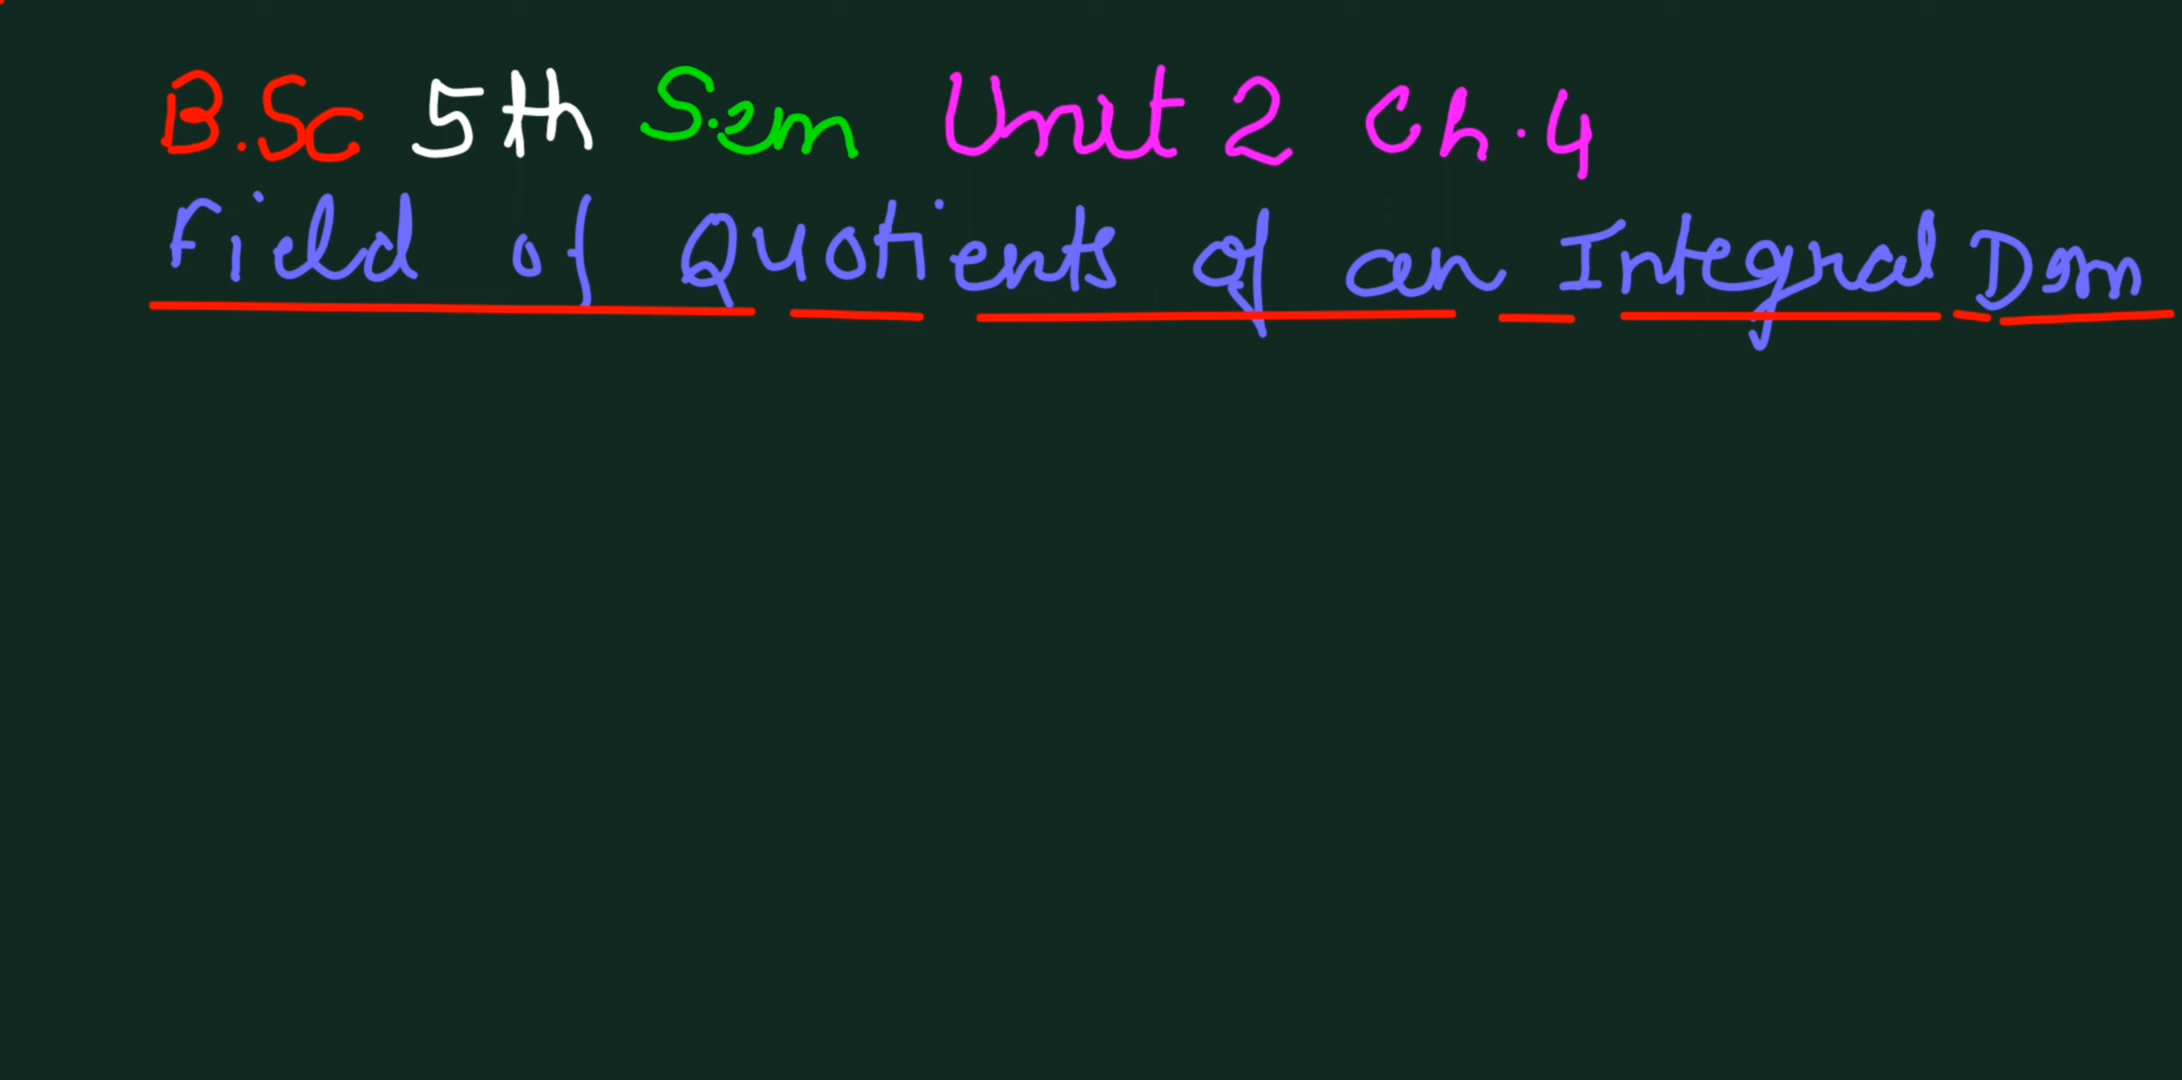 B.Sc 5th Sem Unit 2 Ch.4
Field of Quotients of an Integral Dom